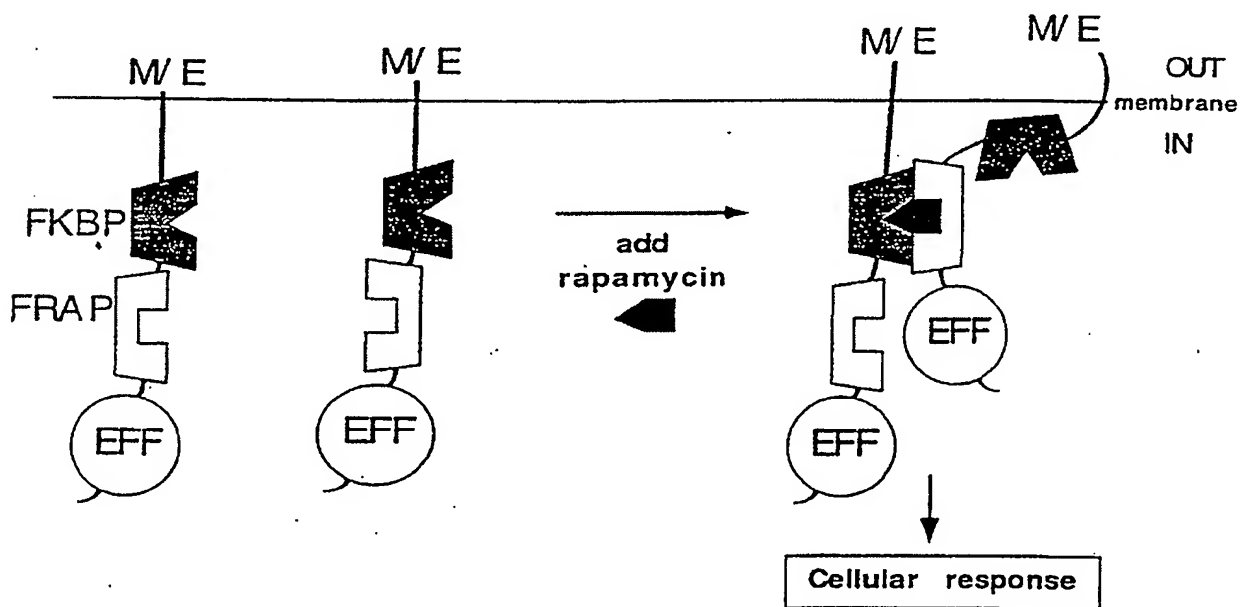 M/E
M/E
M/E
M/E
OUT
membrane
IN
FKBP
FRAP
EFF
EFF
add
rapamycin
EFF
EFF
Cellular response